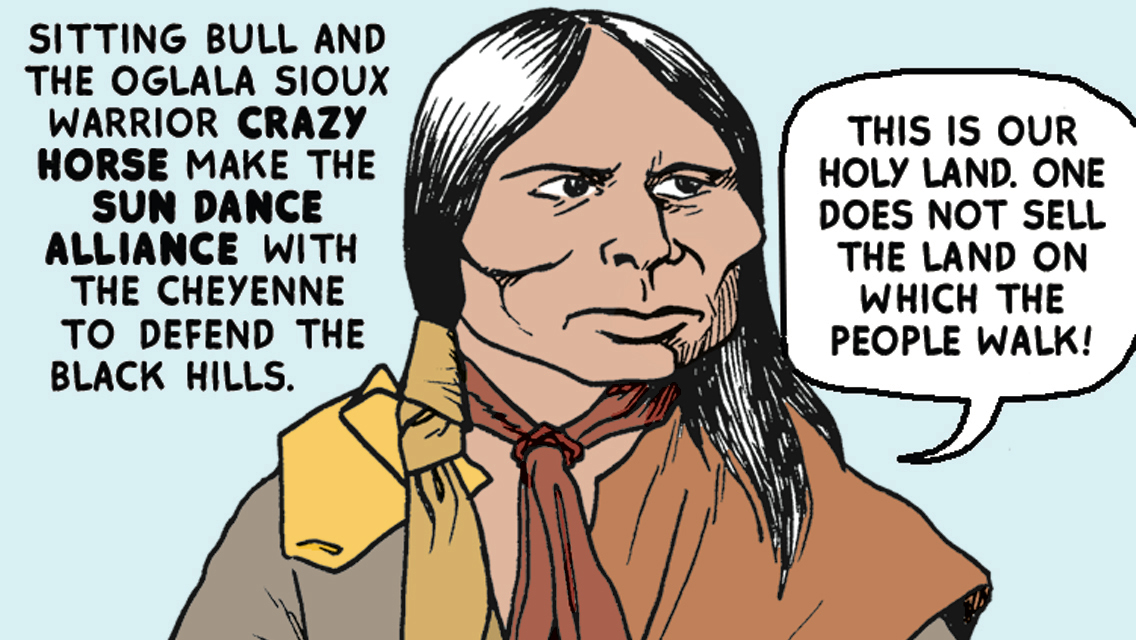 SITTING BULL AND
THE OGLALA SIOUX
WARRIOR CRAZY
HORSE MAKE THE
SUN DANCE
ALLIANCE WITH
THE CHEYENNE
TO DEFEND THE
BLACK HILLS.
THIS IS OUR
HOLY LAND. ONE
DOES NOT SELL
THE LAND ON
WHICH THE
PEOPLE WALK!